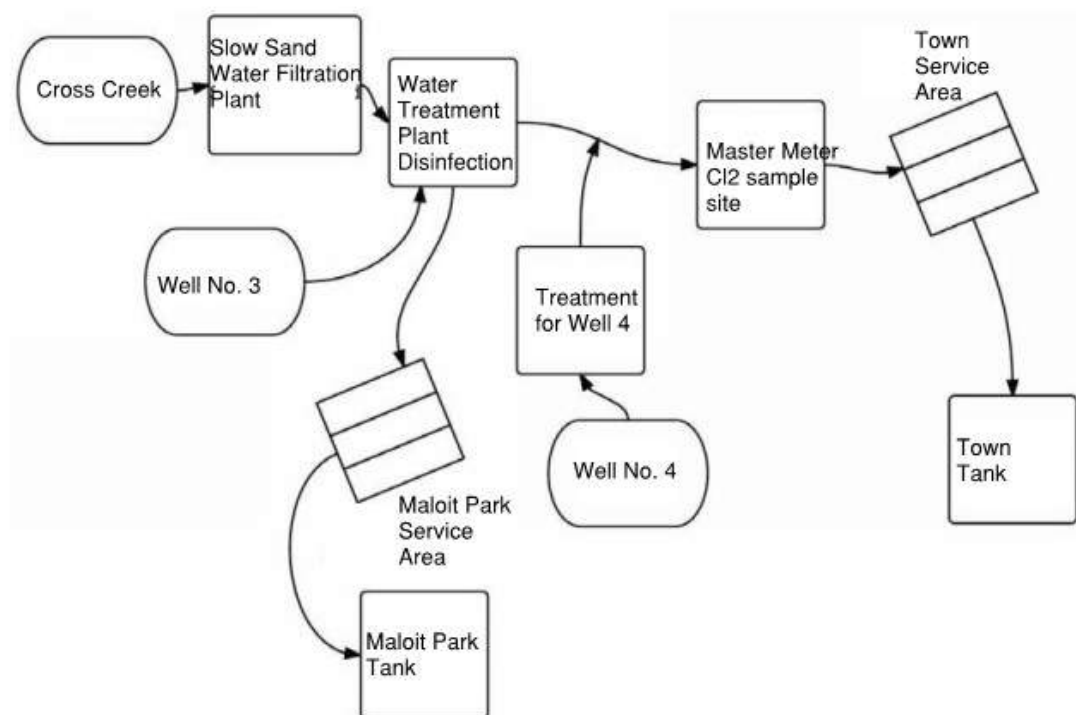 Cross Creek
Slow Sand
Water Filtration
Plant
Water
Treatment
Plant
Disinfection
Well No. 3
Treatment
for Well 4
Well No. 4
Master Meter
Cl2 sample
site
Town
Service
Area
Town
Tank
Maloit Park
Service
Area
Maloit Park
Tank